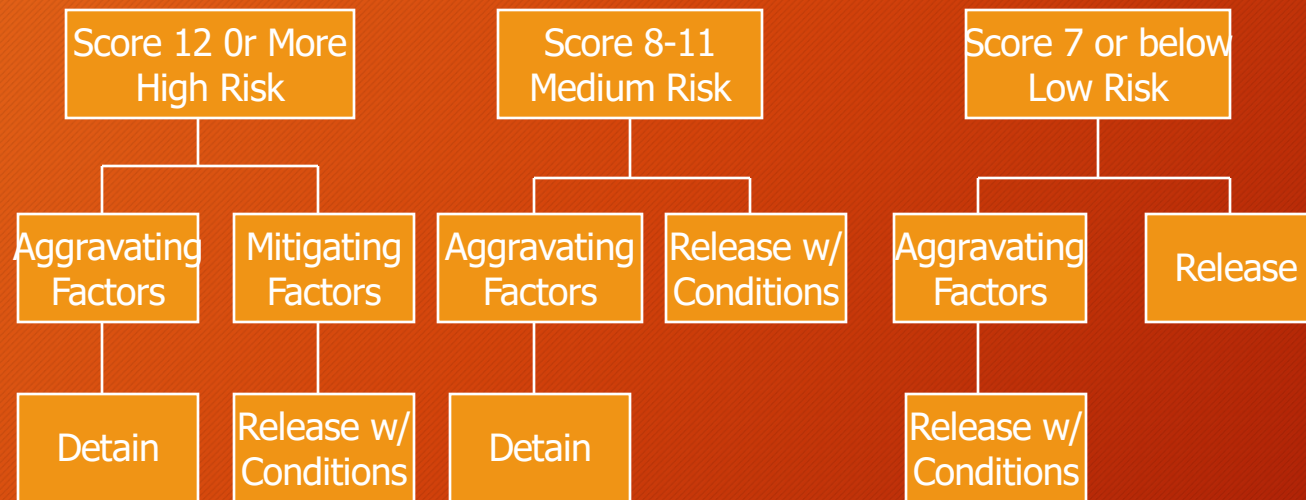 Score 12 0r More
High Risk
Score 8-11
Medium Risk
Score 7 or below
Low Risk
Aggravating
Factors
Mitigating
Factors
Aggravating
Factors
Release w/
Conditions
Aggravating
Factors
Release
Detain
Release w/
Conditions
Detain
Release w/
Conditions